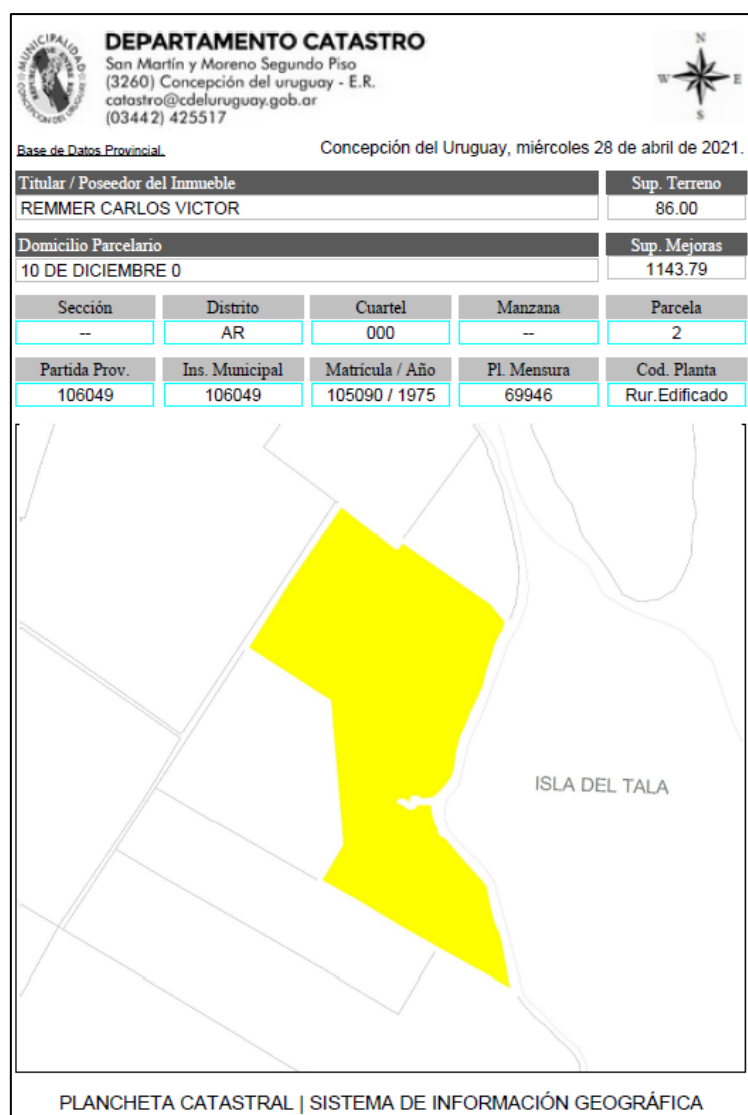 DEPARTAMENTO CATASTRO
San Martín y Moreno Segundo Piso
(3260) Concepción del uruguay - E.R.
catastro@cdeluruguay.gob.ar
(03442) 425517
N
W E
S
Base de Datos Provincial.
Concepción del Uruguay, miércoles 28 de abril de 2021.
Titular / Poseedor del Inmueble Sup. Terreno
REMMER CARLOS VICTOR 86.00
Domicilio Parcelario Sup. Mejoras
10 DE DICIEMBRE 0 1143.79
Sección Distrito Cuartel Manzana Parcela
-- AR 000 -- 2
Partida Prov. Ins. Municipal Matrícula / Año Pl. Mensura Cod. Planta
106049 106049 105090 / 1975 69946 Rur.Edificado
ISLA DEL TALA
PLANCHETA CATASTRAL | SISTEMA DE INFORMACIÓN GEOGRÁFICA